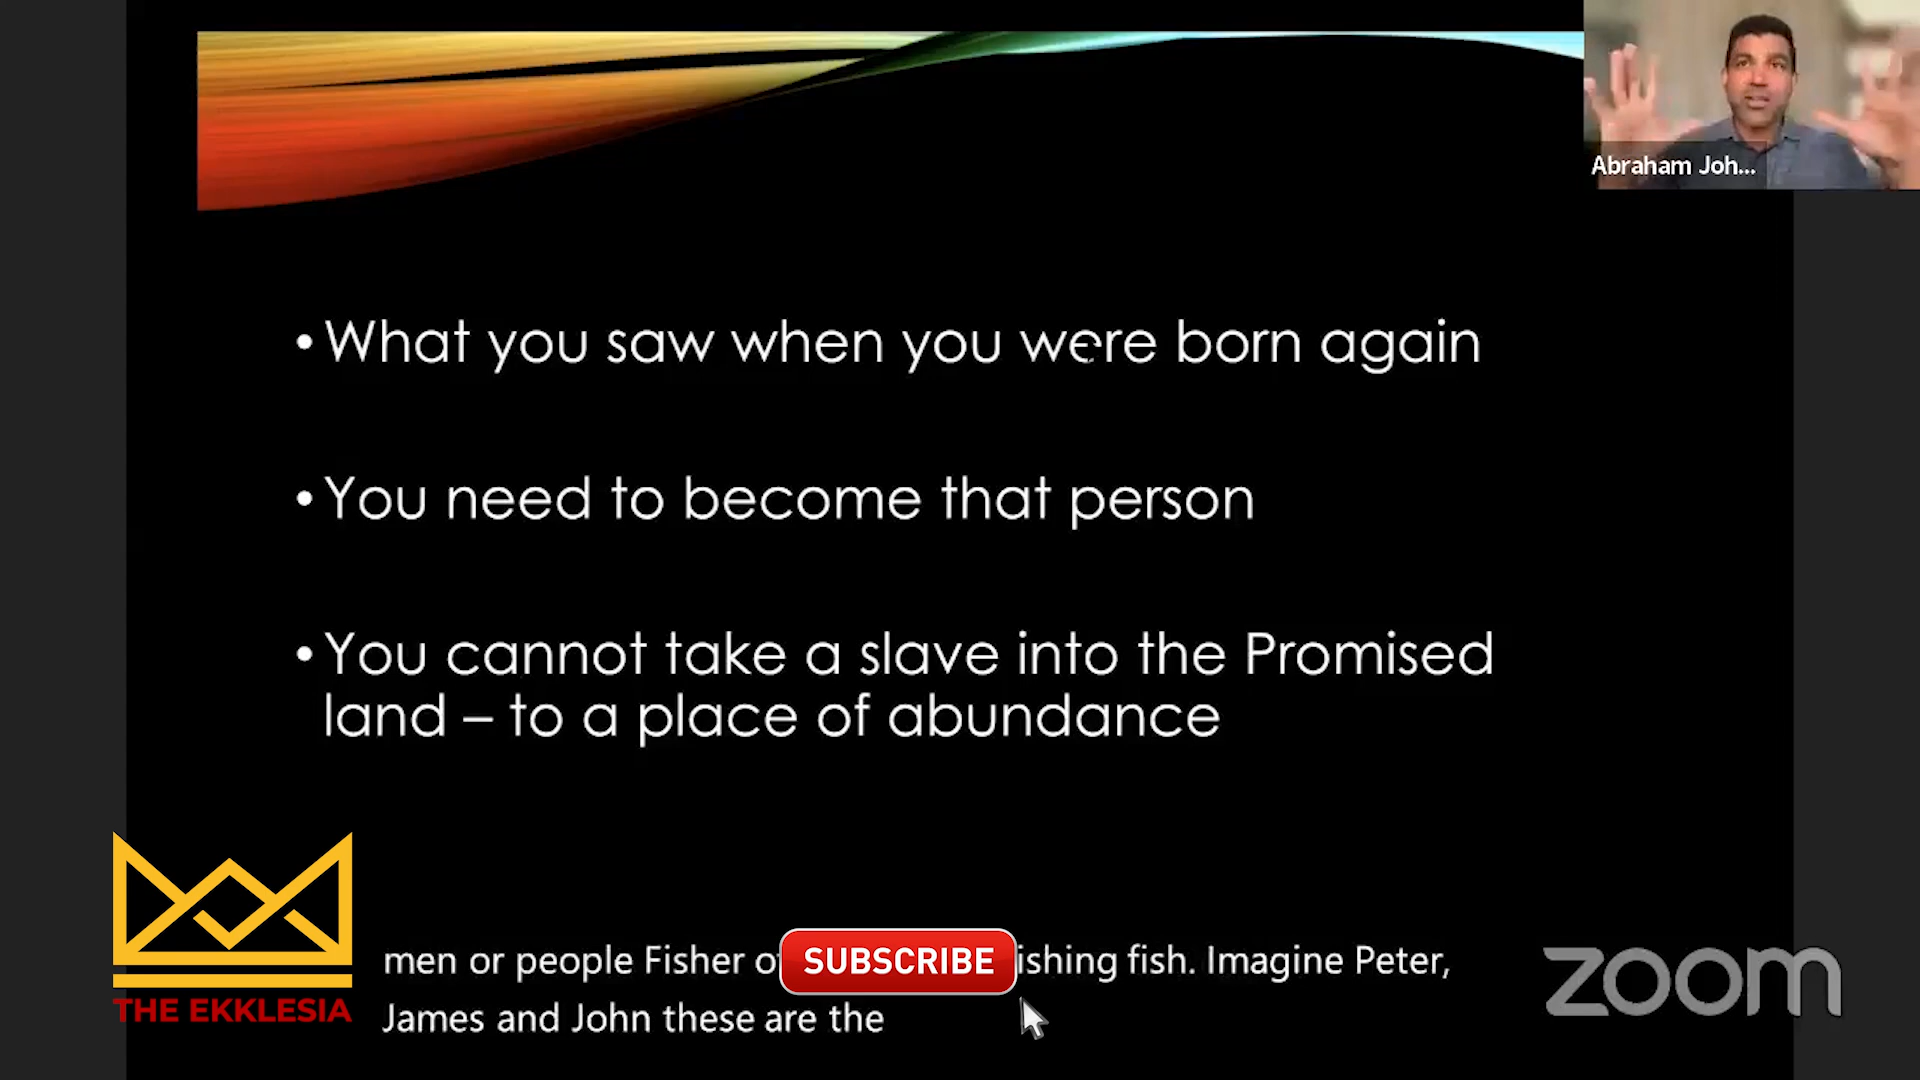 Abraham Joh...
• What you saw when you were born again
• You need to become that person
• You cannot take a slave into the Promised
land – to a place of abundance
men or people Fisher of SUBSCRIBE ishing fish. Imagine Peter,
James and John these are the
THE EKKLESIA
zoom